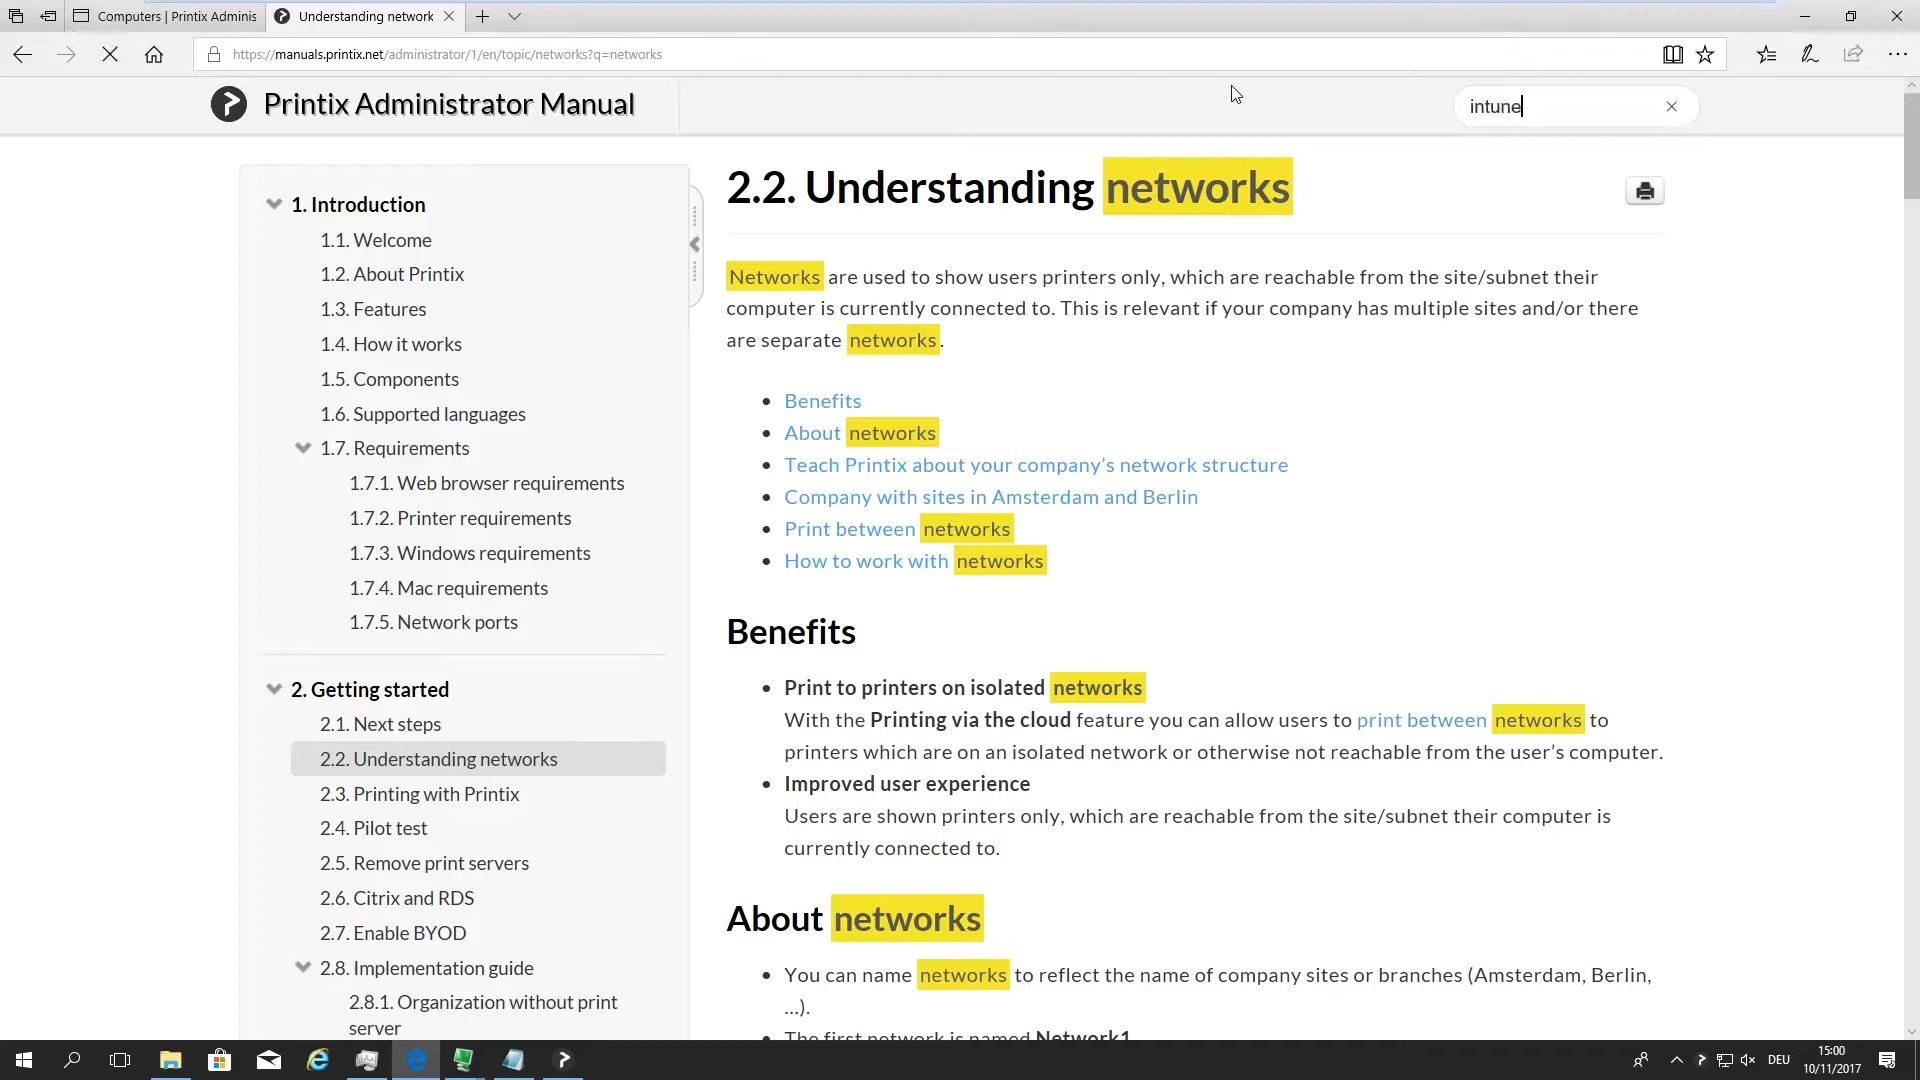 Computers | Printix Adminis
Understanding network
https://manuals.printix.net/administrator/1/en/topic/networks?q=networks
Printix Administrator Manual
intune
1. Introduction
1.1. Welcome
1.2. About Printix
1.3. Features
1.4. How it works
1.5. Components
1.6. Supported languages
1.7. Requirements
1.7.1. Web browser requirements
1.7.2. Printer requirements
1.7.3. Windows requirements
1.7.4. Mac requirements
1.7.5. Network ports
2. Getting started
2.1. Next steps
2.2. Understanding networks
2.3. Printing with Printix
2.4. Pilot test
2.5. Remove print servers
2.6. Citrix and RDS
2.7. Enable BYOD
2.8. Implementation guide
2.8.1. Organization without print
server
2.2. Understanding networks
Networks are used to show users printers only, which are reachable from the site/subnet their
computer is currently connected to. This is relevant if your company has multiple sites and/or there
are separate networks.
• Benefits
• About networks
• Teach Printix about your company's network structure
• Company with sites in Amsterdam and Berlin
• Print between networks
• How to work with networks
Benefits
• Print to printers on isolated networks
With the Printing via the cloud feature you can allow users to print between networks to
printers which are on an isolated network or otherwise not reachable from the user's computer.
• Improved user experience
Users are shown printers only, which are reachable from the site/subnet their computer is
currently connected to.
About networks
• You can name networks to reflect the name of company sites or branches (Amsterdam, Berlin,
…).
• The first network is named Network1
DEU
15:00
10/11/2017